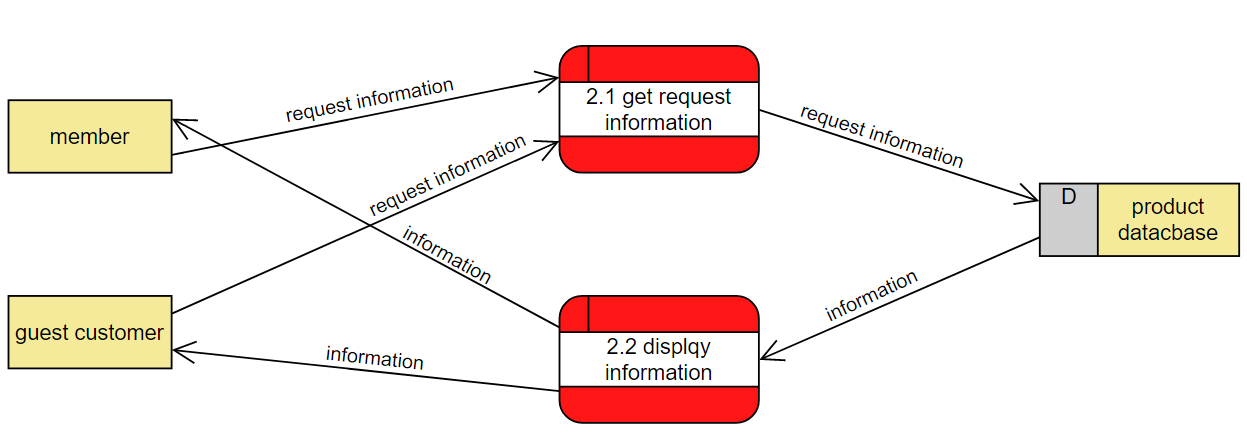 member
request information
2.1 get request
information
request information
D
product
datacbase
request information
information
information
guest customer
information
2.2 displqy
information